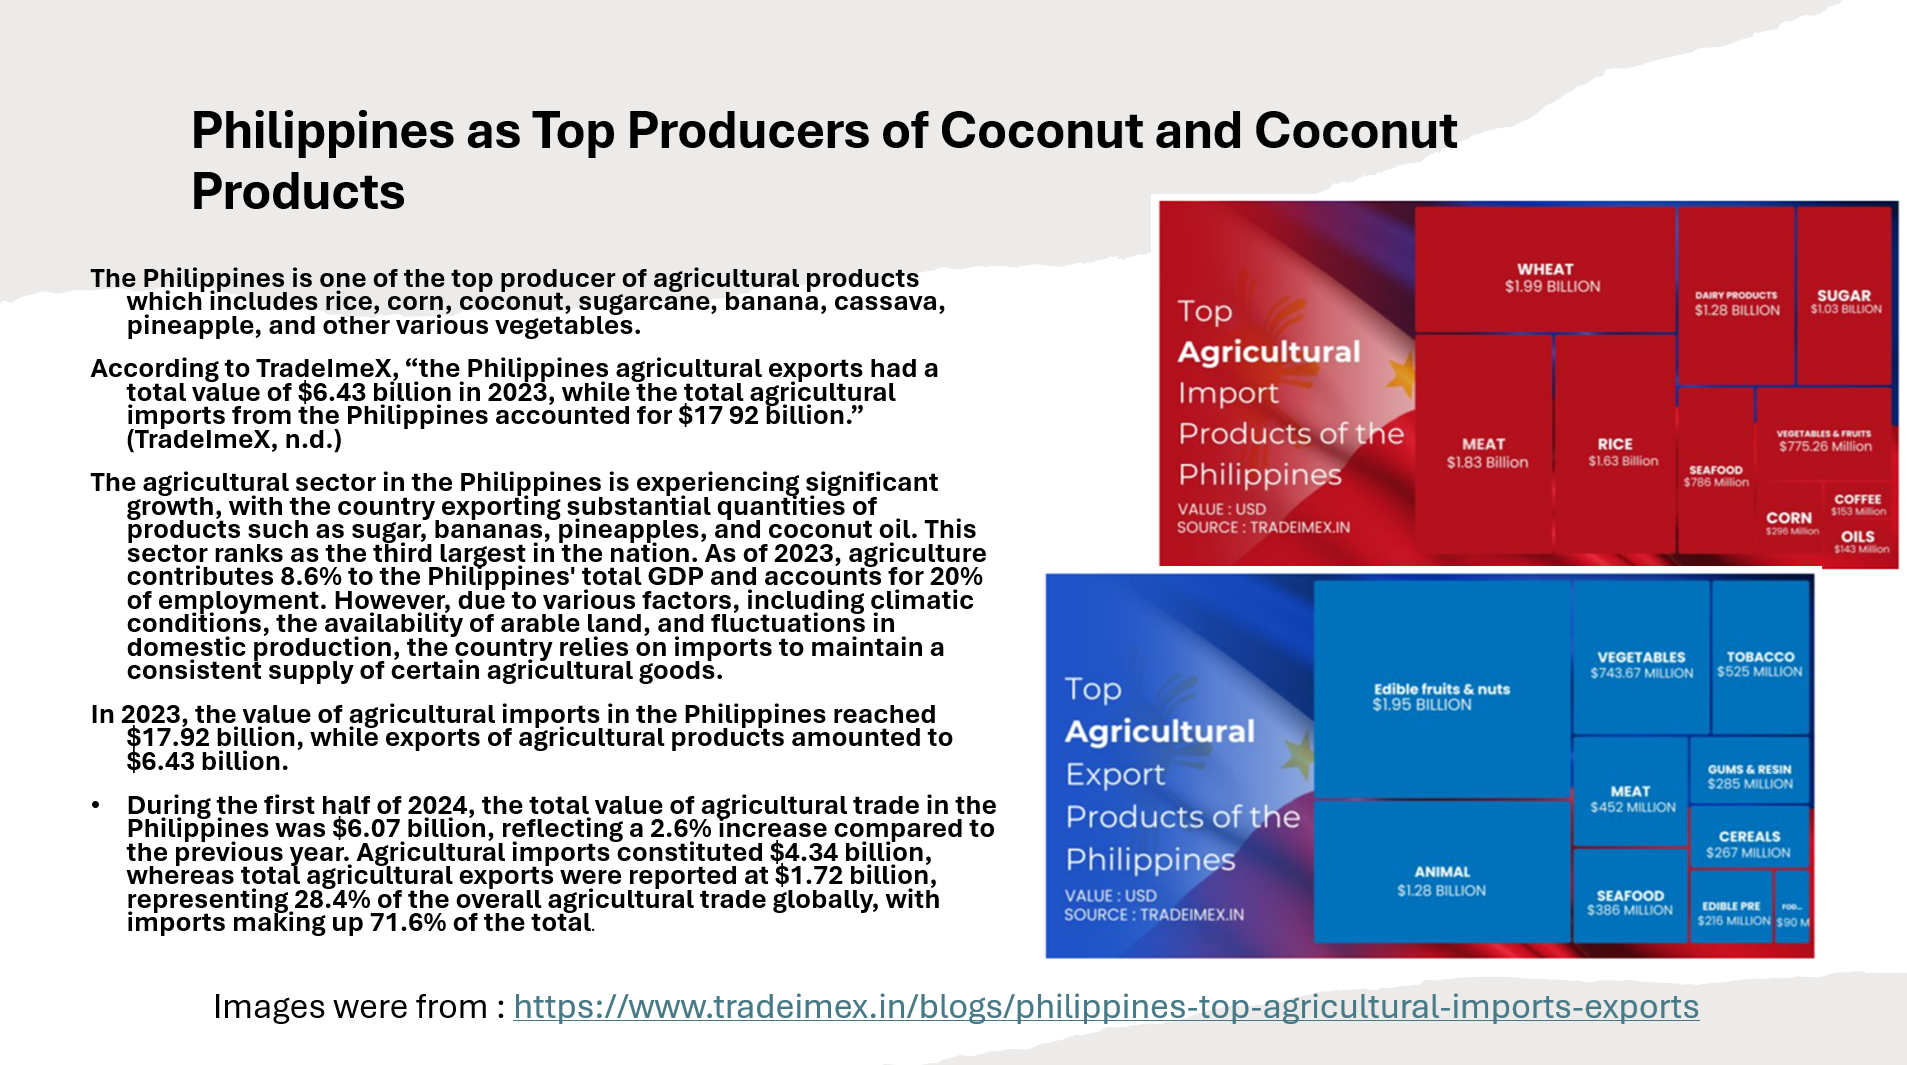 Philippines as Top Producers of Coconut and Coconut
Products
The Philippines is one of the top producer of agricultural products
which includes rice, corn, coconut, sugarcane, banana, cassava,
pineapple, and other various vegetables.
According to TradeImeX, “the Philippines agricultural exports had a
total value of $6.43 billion in 2023, while the total agricultural
imports from the Philippines accounted for $17 92 billion.”
(TradeImeX, n.d.)
The agricultural sector in the Philippines is experiencing significant
growth, with the country exporting substantial quantities of
products such as sugar, bananas, pineapples, and coconut oil. This
sector ranks as the third largest in the nation. As of 2023, agriculture
contributes 8.6% to the Philippines' total GDP and accounts for 20%
of employment. However, due to various factors, including climatic
conditions, the availability of arable land, and fluctuations in
domestic production, the country relies on imports to maintain a
consistent supply of certain agricultural goods.
In 2023, the value of agricultural imports in the Philippines reached
$17.92 billion, while exports of agricultural products amounted to
$6.43 billion.
• During the first half of 2024, the total value of agricultural trade in the
Philippines was $6.07 billion, reflecting a 2.6% increase compared to
the previous year. Agricultural imports constituted $4.34 billion,
whereas total agricultural exports were reported at $1.72 billion,
representing 28.4% of the overall agricultural trade globally, with
imports making up 71.6% of the total.
Top
Agricultural
Import
Products of the
Philippines
VALUE : USD
SOURCE : TRADEIMEX.IN
WHEAT
$1.99 BILLION
DAIRY PRODUCTS
$1.28 BILLION
SUGAR
$1.03 BILLION
MEAT
$1.83 Billion
RICE
$1.63 Billion
SEAFOOD
$786 Million
VEGETABLES & FRUITS
$775.26 Million
CORN
$296 Million
COFFEE
$153 Million
OILS
$143 Million
Top
Agricultural
Export
Products of the
Philippines
VALUE : USD
SOURCE : TRADEIMEX.IN
Edible fruits & nuts
$1.95 BILLION
VEGETABLES
$743.67 MILLION
TOBACCO
$525 MILLION
ANIMAL
$1.28 BILLION
MEAT
$452 MILLION
GUMS & RESIN
$285 MILLION
CEREALS
$267 MILLION
SEAFOOD
$386 MILLION
EDIBLE PRE
$216 MILLION
FOO...
$90 M
Images were from : https://www.tradeimex.in/blogs/philippines-top-agricultural-imports-exports